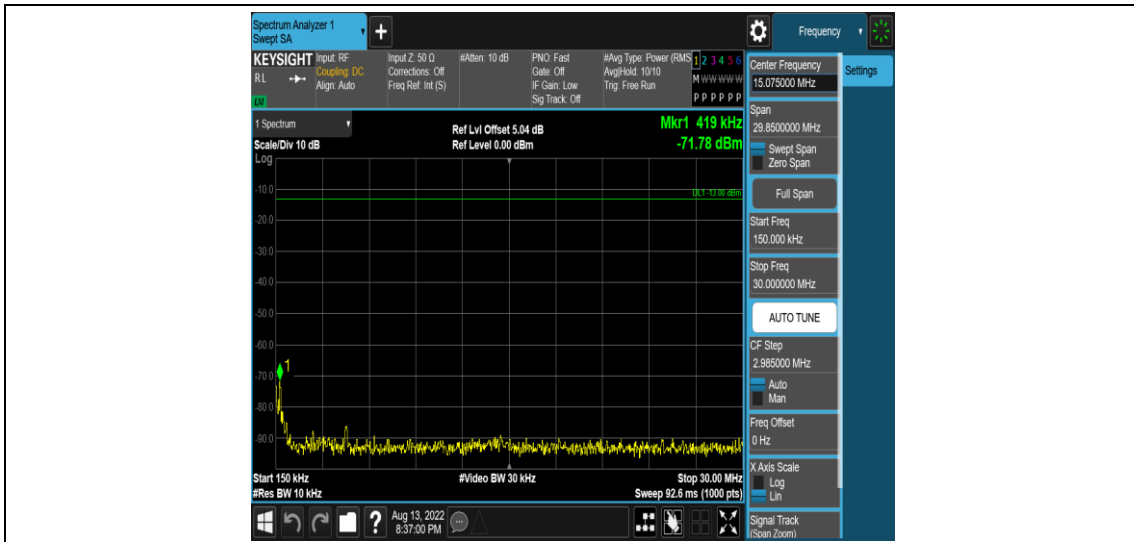 Spectrum Analyzer 1
Swept SA
+
Frequency
KEYSIGHT
RL
LXI
Input: RF
Coupling: DC
Align: Auto
Input Z: 50 Ω
Corrections: Off
Freq Ref: Int (S)
#Atten: 10 dB
PNO: Fast
Gate: Off
IF Gain: Low
Sig Track: Off
#Avg Type: Power (RMS
Avg|Hold: 10/10
Trig: Free Run
1 2 3 4 5 6
M W W W W W
P P P P P P
Center Frequency
15.075000 MHz
Settings
1 Spectrum
Scale/Div 10 dB
Ref Lvl Offset 5.04 dB
Ref Level 0.00 dBm
Mkr1 419 kHz
-71.78 dBm
Log
-10.0
-20.0
-30.0
-40.0
-50.0
-60.0
-70.0
-80.0
-90.0
DL1 -13.00 dBm
1
Start 150 kHz
#Res BW 10 kHz
#Video BW 30 kHz
Stop 30.00 MHz
Sweep 92.6 ms (1000 pts)
Span
29.8500000 MHz
Swept Span
Zero Span
Full Span
Start Freq
150.000 kHz
Stop Freq
30.000000 MHz
AUTO TUNE
CF Step
2.985000 MHz
Auto
Man
Freq Offset
0 Hz
X Axis Scale
Log
Lin
Signal Track
(Span Zoom)
?
Aug 13, 2022
8:37:00 PM